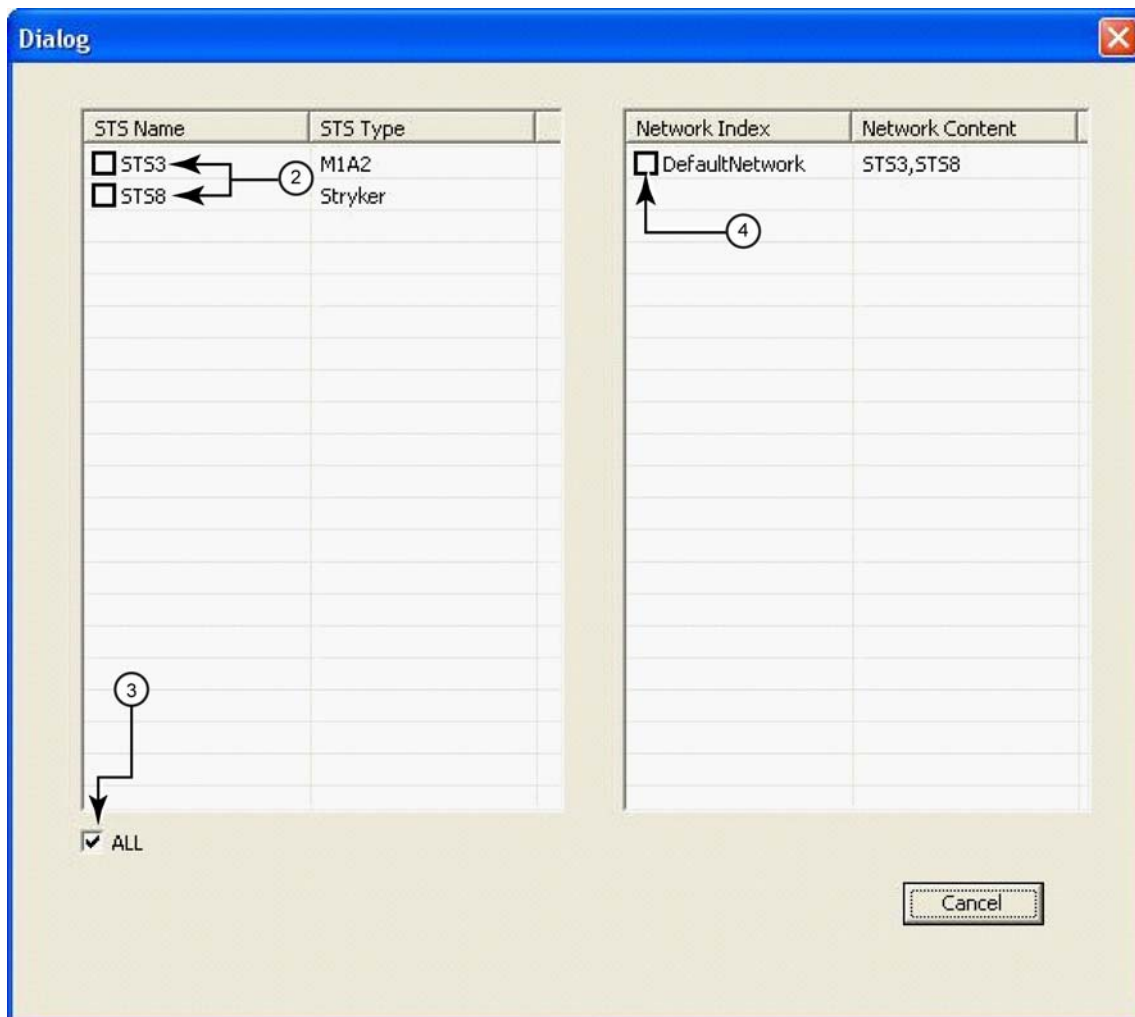 Dialog
STS Name STS Type
STS3 M1A2
STS8 Stryker
2
3
ALL
Network Index Network Content
DefaultNetwork STS3,STS8
4
Cancel